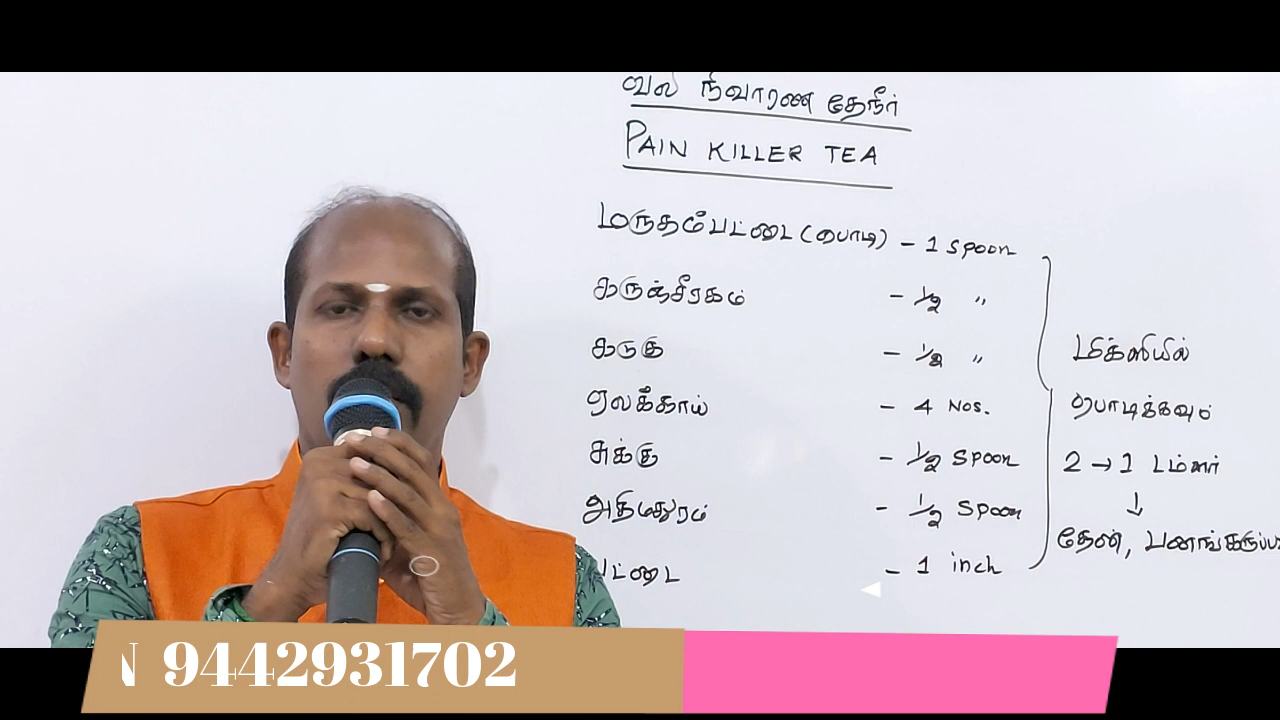 வலி நிவாரண தேநீர்
PAIN KILLER TEA
மருதம்பட்டை (பொடி) - 1 spoon
கருஞ்சீரகம் - 1/2 "
கடுகு - 1/2 "
ஏலக்காய் - 4 Nos.
சுக்கு - 1/2 Spoon
அதிமதுரம் - 1/2 Spoon
பட்டை - 1 inch
மிக்ஸியில்
பொடிக்கவும்
2 → 1 டம்ளர்
↓
தேன், பனங்கருப்ப
N 9442931702